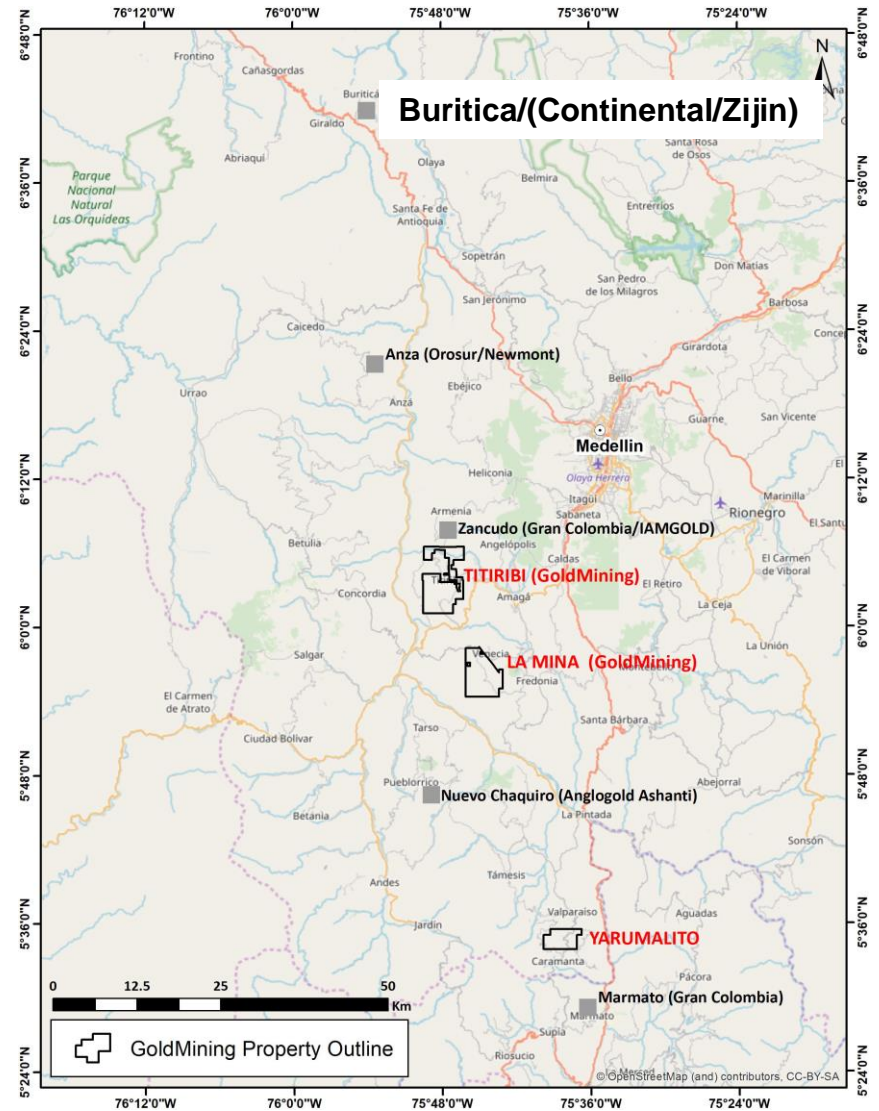 76°12'0"W 76°0'0"W 75°48'0"W 75°36'0"W 75°24'0"W
6°48'0"N 6°48'0"N
N
Frontino
Cañasgordas
Buriticá
Buritica/(Continental/Zijin)
Giraldo
Abriaquí
Olaya
Santa Rosa
de Osos
Belmira
6°36'0"N 6°36'0"N
Parque
Nacional
Natural
Las Orquídeas
Santa Fe de
Antioquia
Entrerrios
Sopetrán
Don Matias
San Pedro
de los Milagros
San Jerónimo
Barbosa
6°24'0"N 6°24'0"N
Caicedo
Girardota
Anza (Orosur/Newmont)
Bello
Ebéjico
Urrao
Anzá
Guarne
San Vicente
Medellin
Olaya Herrera
Heliconia
6°12'0"N 6°12'0"N
Itagüí
Sabaneta
Marinilla
Rionegro
Armenia
Zancudo (Gran Colombia/IAMGOLD)
Betulia
Angelópolis
Caldas
El Carmen
de Viboral
TITIRIBI (GoldMining)
El Retiro
Concordia
Amagá
La Ceja
6°0'0"N 6°0'0"N
La Unión
Salgar
Venecia
LA MINA (GoldMining)
Fredonia
El Carmen
de Atrato
Santa Bárbara
Tarso
Ciudad Bolívar
5°48'0"N 5°48'0"N
Pueblorrico
Abejorral
Nuevo Chaquiro (Anglogold Ashanti)
Betania
La Pintada
Sonsón
Támesis
Andes
5°36'0"N 5°36'0"N
Jardín
Valparaíso
Aguadas
YARUMALITO
Caramanta
Pácora
0 12.5 25 50
Km
Marmato (Gran Colombia)
Marmato
Supia
GoldMining Property Outline
Riosucio
La Merced
5°24'0"N 5°24'0"N
© OpenStreetMap (and) contributors, CC-BY-SA
76°12'0"W 76°0'0"W 75°48'0"W 75°36'0"W 75°24'0"W